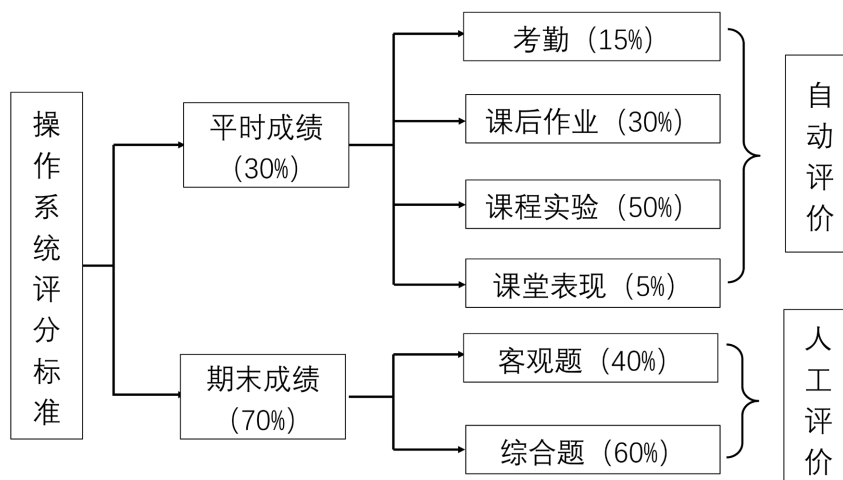 操作系统评分标准
平时成绩
(30%)
考勤（15%）
课后作业（30%）
课程实验（50%）
课堂表现（5%）
自动评价
期末成绩
(70%)
客观题（40%）
综合题（60%）
人工评价